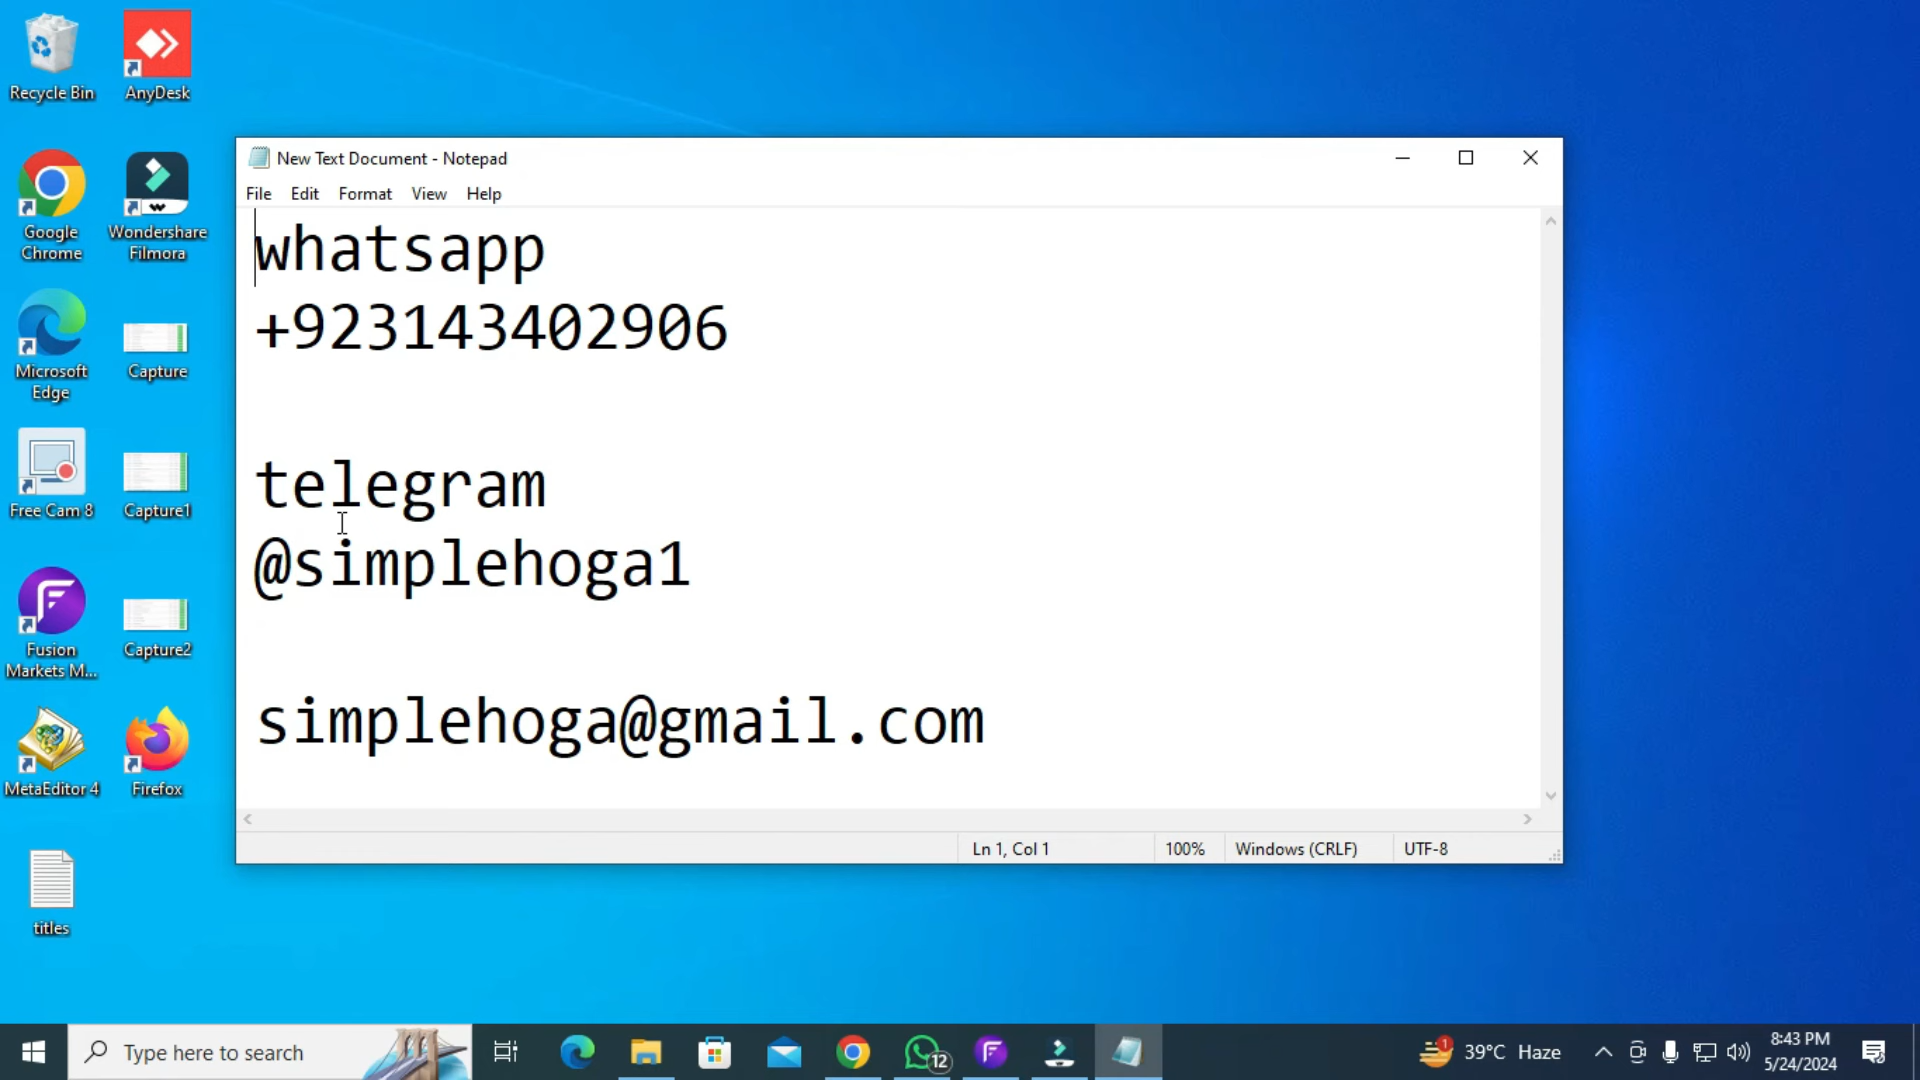 Recycle Bin
AnyDesk
Google
Chrome
Wondershare
Filmora
Microsoft
Edge
Capture
Free Cam 8
Capture1
Fusion
Markets M...
Capture2
MetaEditor 4
Firefox
titles
New Text Document - Notepad
File Edit Format View Help
whatsapp
+923143402906
telegram
@simplehoga1
simplehoga@gmail.com
Ln 1, Col 1 100% Windows (CRLF) UTF-8
Type here to search
12
1
39°C Haze
8:43 PM
5/24/2024